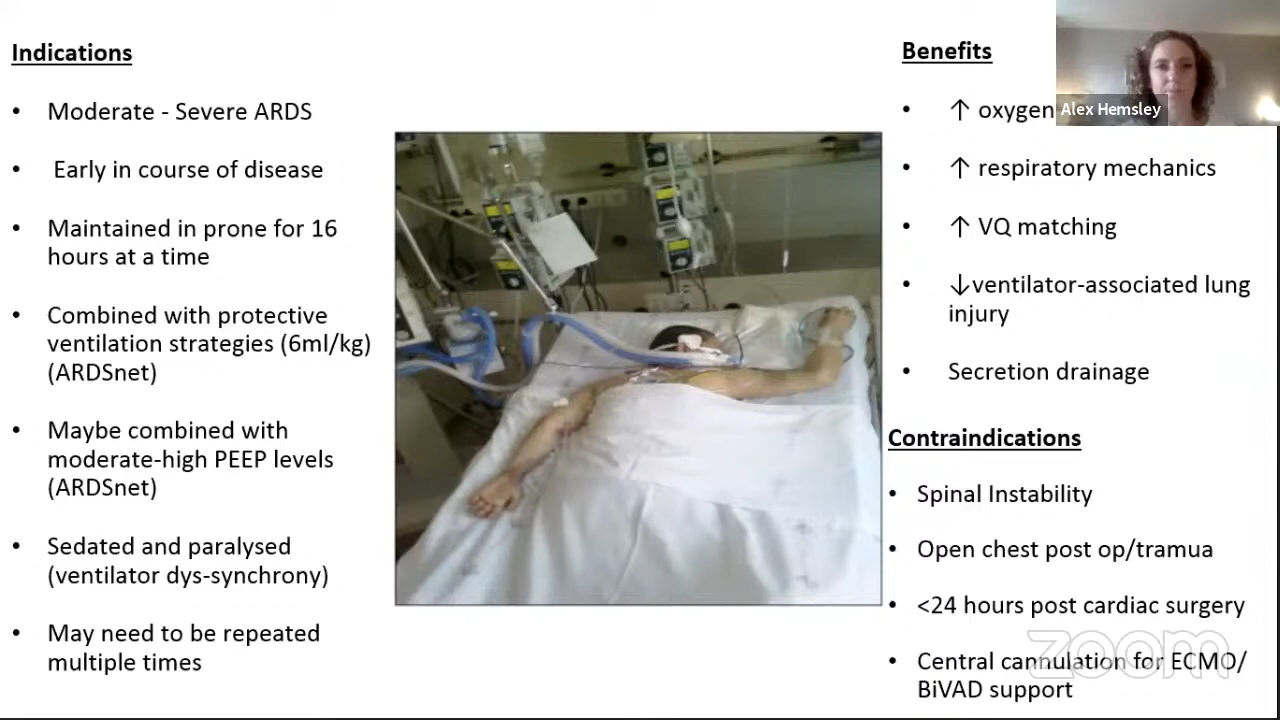 Indications
• Moderate - Severe ARDS
• Early in course of disease
• Maintained in prone for 16
hours at a time
• Combined with protective
ventilation strategies (6ml/kg)
(ARDSnet)
• Maybe combined with
moderate-high PEEP levels
(ARDSnet)
• Sedated and paralysed
(ventilator dys-synchrony)
• May need to be repeated
multiple times
Benefits
• ↑ oxygen
• ↑ respiratory mechanics
• ↑ VQ matching
• ↓ventilator-associated lung
injury
• Secretion drainage
Contraindications
• Spinal Instability
• Open chest post op/tramua
• <24 hours post cardiac surgery
• Central cannulation for ECMO/
BiVAD support
Alex Hemsley
zoom